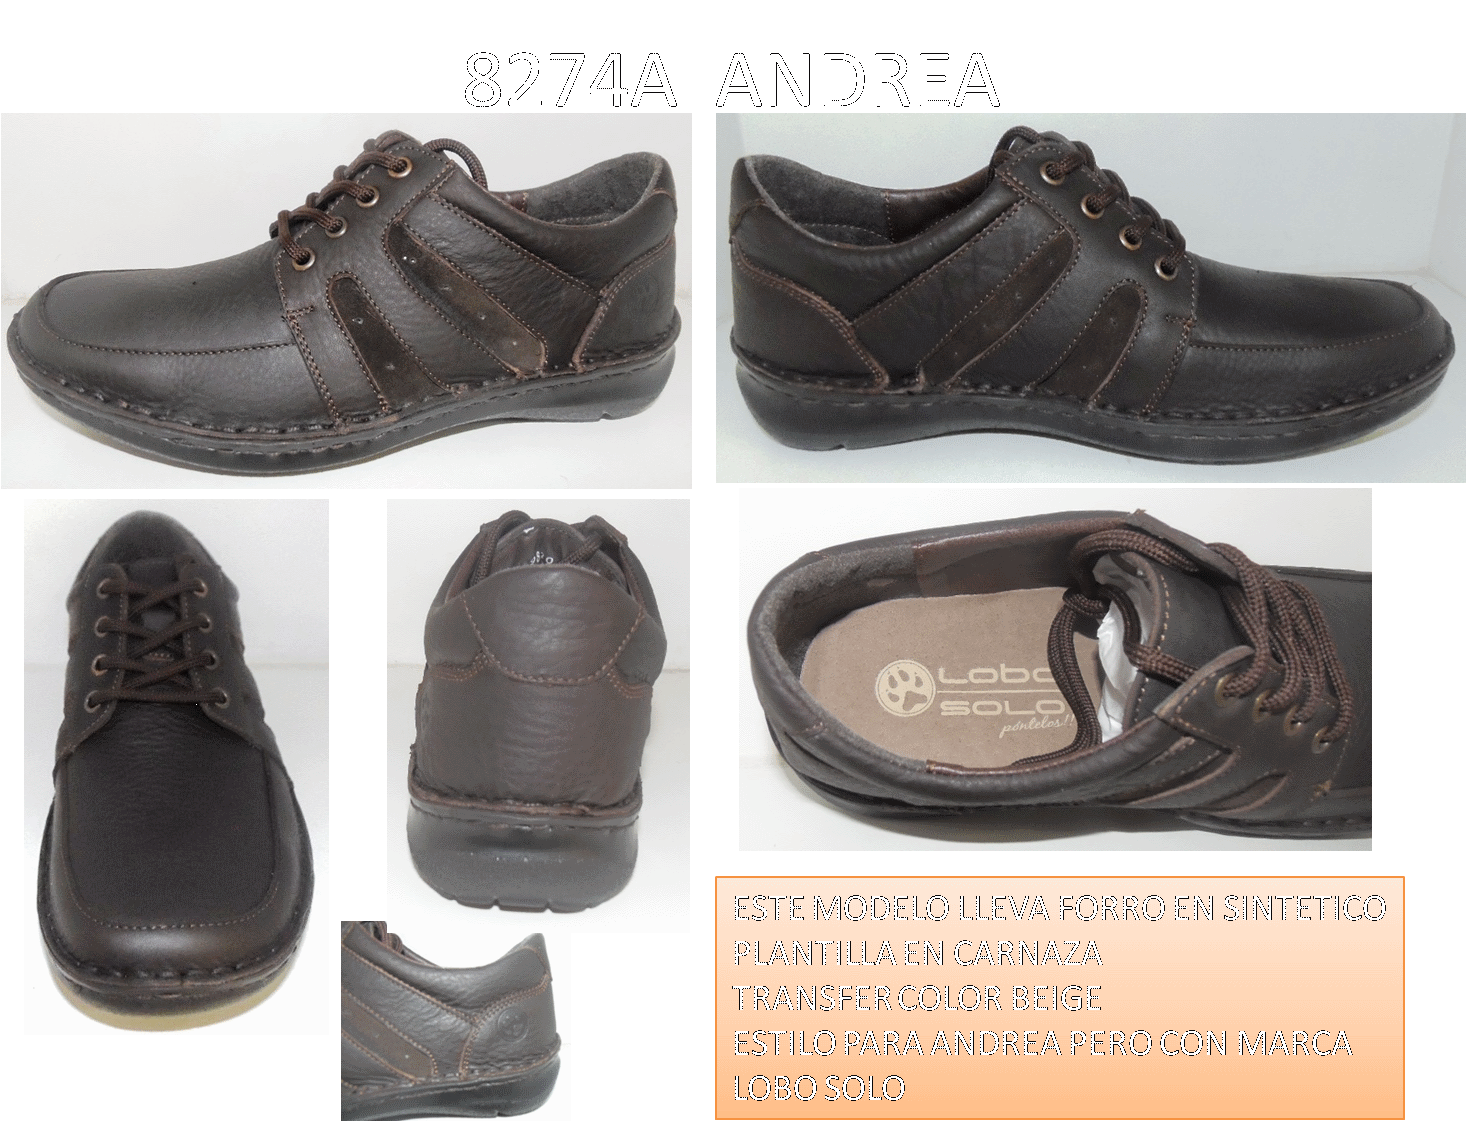 8274A ANDREA
LOBO
SOLO
póntelos!!
ESTE MODELO LLEVA FORRO EN SINTETICO
PLANTILLA EN CARNAZA
TRANSFER COLOR BEIGE
ESTILO PARA ANDREA PERO CON MARCA
LOBO SOLO